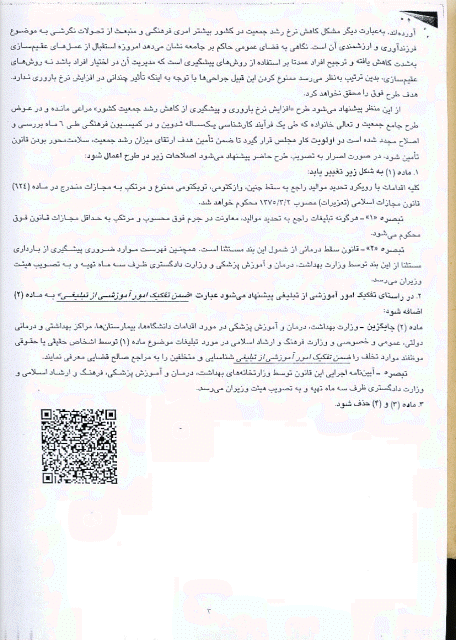 آورده‌اند. به‌عبارت دیگر مشکل کاهش نرخ رشد جمعیت در کشور بیشتر امری فرهنگی و منبعث از تحولات نگرشی به موضوع
فرزندآوری و ارزشمندی آن است. نگاهی به فضای عمومی حاکم بر جامعه نشان می‌دهد امروزه استقبال از عمل‌های عقیم‌سازی
به‌شدت کاهش یافته و ترجیح افراد عمدتاً بر استفاده از روش‌های پیشگیری است که مدیریت آن در اختیار افراد باشد نه روش‌های
عقیم‌سازی، بدین ترتیب به‌نظر می‌رسد ممنوع کردن این قبیل جراحی‌ها با توجه به اینکه تأثیر چندانی در افزایش نرخ باروری ندارد،
هدف طرح فوق را محقق نخواهد کرد.
از این منظر پیشنهاد می‌شود طرح «افزایش نرخ باروری و پیشگیری از کاهش رشد جمعیت کشور» مراعی مانده و در عوض
طرح جامع جمعیت و تعالی خانواده که طی یک فرآیند کارشناسی یکساله تدوین و در کمیسیون فرهنگی طی ۶ ماه بررسی و
اصلاح مجدد شده است در اولویت کار مجلس قرار گیرد تا ضمن تأمین هدف ارتقای میزان رشد جمعیت، سلامت‌محور بودن قانون
تأمین شود. در صورت اصرار به تصویب، طرح حاضر پیشنهاد می‌شود اصلاحات زیر در طرح اعمال شود:
۱. ماده (۱) به شکل زیر تغییر یابد:
کلیه اقدامات با رویکرد تحدید موالید راجع به سقط جنین، وازکتومی، توبکتومی ممنوع و مرتکب به مجازات مندرج در ماده (۶۲۴)
قانون مجازات اسلامی (تعزیرات) مصوب ۱۳۷۵/۳/۲ محکوم خواهد شد.
تبصره «۱»- هرگونه تبلیغات راجع به تحدید موالید، معاونت در جرم فوق محسوب و مرتکب به حداقل مجازات قانون فوق
محکوم می‌شود.
تبصره «۲»- قانون سقط درمانی از شمول این بند مستثنا است. همچنین فهرست موارد ضروری پیشگیری از بارداری
مستثنا از این بند توسط وزارت بهداشت، درمان و آموزش پزشکی و وزارت دادگستری ظرف سه ماه تهیه و به تصویب هیئت
وزیران می‌رسد.
۲. در راستای تفکیک امور آموزشی از تبلیغی پیشنهاد می‌شود عبارت «ضمن تفکیک امور آموزشی از تبلیغی» به ماده (۲)
اضافه شود:
ماده (۲) جایگزین - وزارت بهداشت، درمان و آموزش پزشکی در مورد اقدامات دانشگاه‌ها، بیمارستان‌ها، مراکز بهداشتی و درمانی
دولتی، عمومی و خصوصی و وزارت فرهنگ و ارشاد اسلامی در مورد تبلیغات موضوع ماده (۱) توسط اشخاص حقیقی یا حقوقی
موظفند موارد تخلف را ضمن تفکیک امور آموزشی از تبلیغی شناسایی و متخلفین را به مراجع صالح قضایی معرفی نمایند.
تبصره - آیین‌نامه اجرایی این قانون توسط وزارتخانه‌های بهداشت، درمان و آموزش پزشکی، فرهنگ و ارشاد اسلامی و
وزارت دادگستری ظرف سه ماه تهیه و به تصویب هیئت وزیران می‌رسد.
۳. ماده (۳) و (۴) حذف شود.
۳